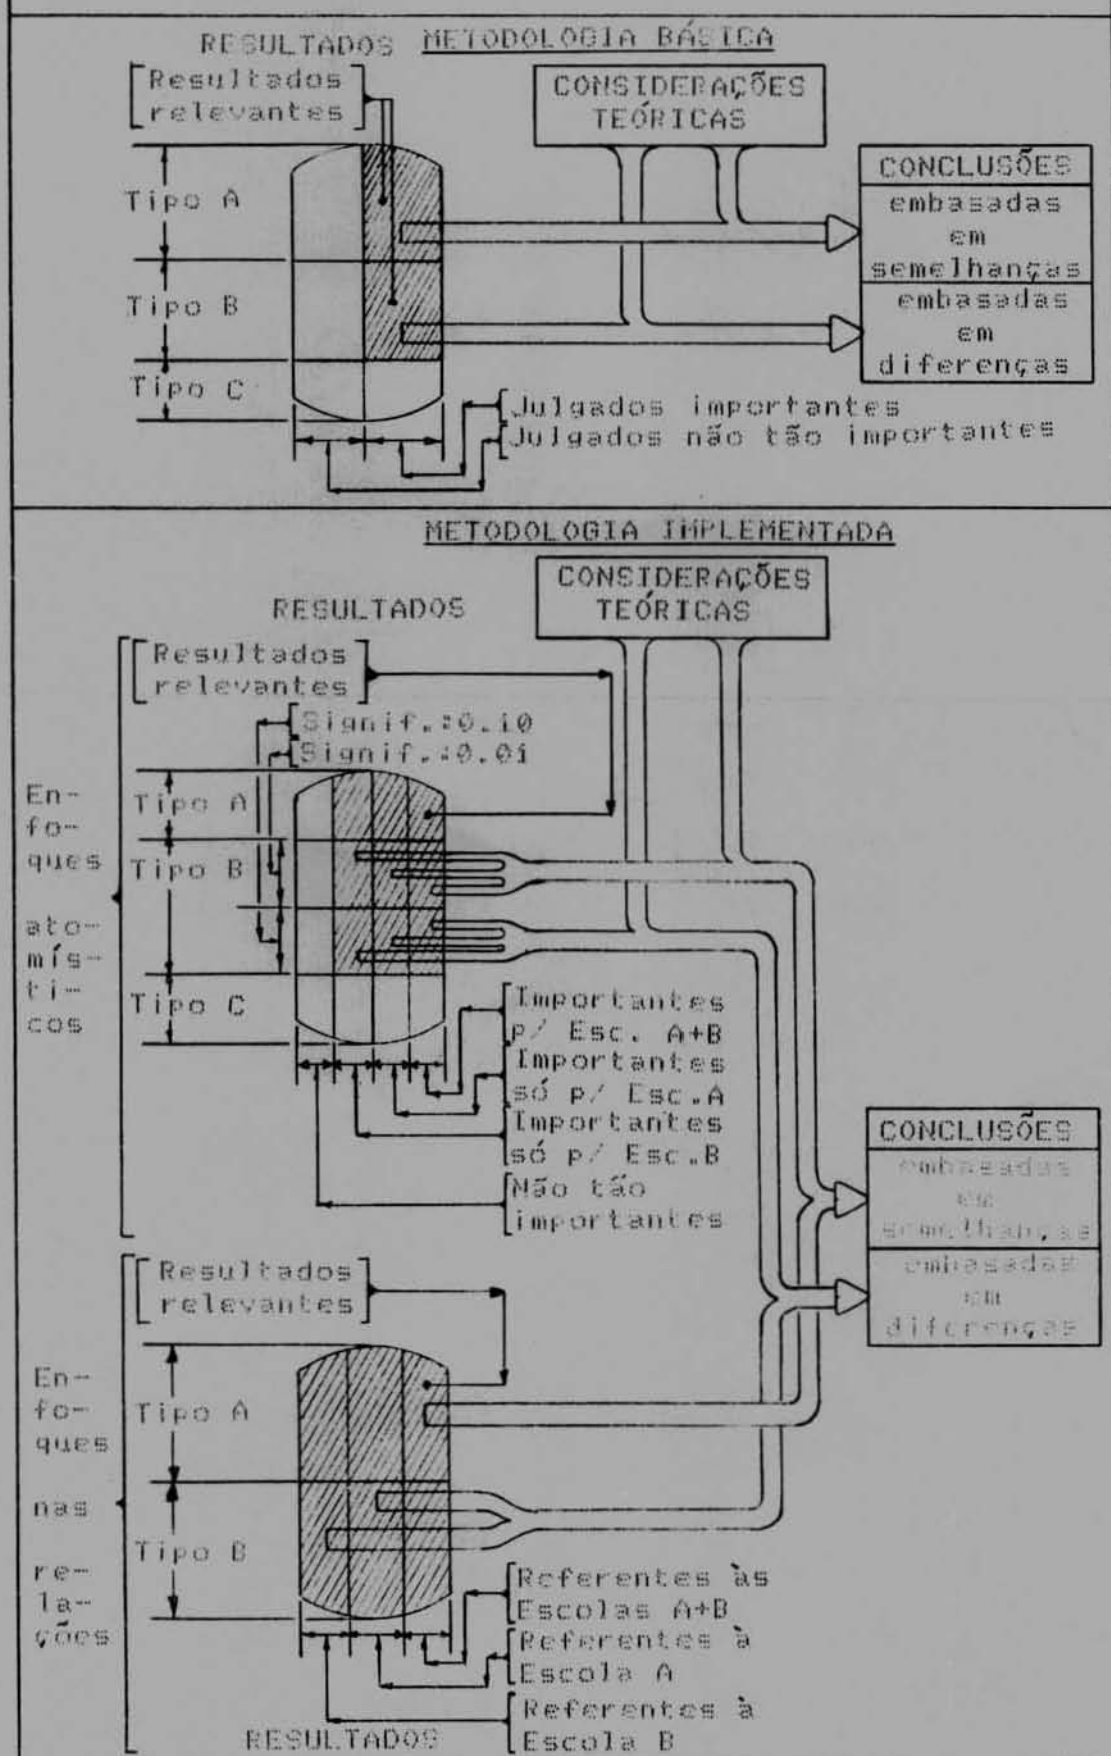 RESULTADOS METODOLOGIA BÁSICA
[Resultados
relevantes]
CONSIDERAÇÕES
TEÓRICAS
CONCLUSÕES
embasadas
em
semelhanças
embasadas
em
diferenças
Tipo A
Tipo B
Tipo C
[Julgados importantes
[Julgados não tão importantes
METODOLOGIA IMPLEMENTADA
CONSIDERAÇÕES
TEÓRICAS
RESULTADOS
[Resultados
relevantes]
[Signif.:0.10
[Signif.:0.01
En-
fo-
ques
ato-
mís-
ti-
cos
Tipo A
Tipo B
Tipo C
[Importantes
p/ Esc. A+B
[Importantes
só p/ Esc.A
[Importantes
só p/ Esc.B
[Não tão
importantes
CONCLUSÕES
embasadas
em
semelhanças
embasadas
em
diferenças
[Resultados
relevantes]
En-
fo-
ques
nas
re-
la-
ções
Tipo A
Tipo B
[Referentes às
Escolas A+B
[Referentes à
Escola A
[Referentes à
Escola B
RESULTADOS